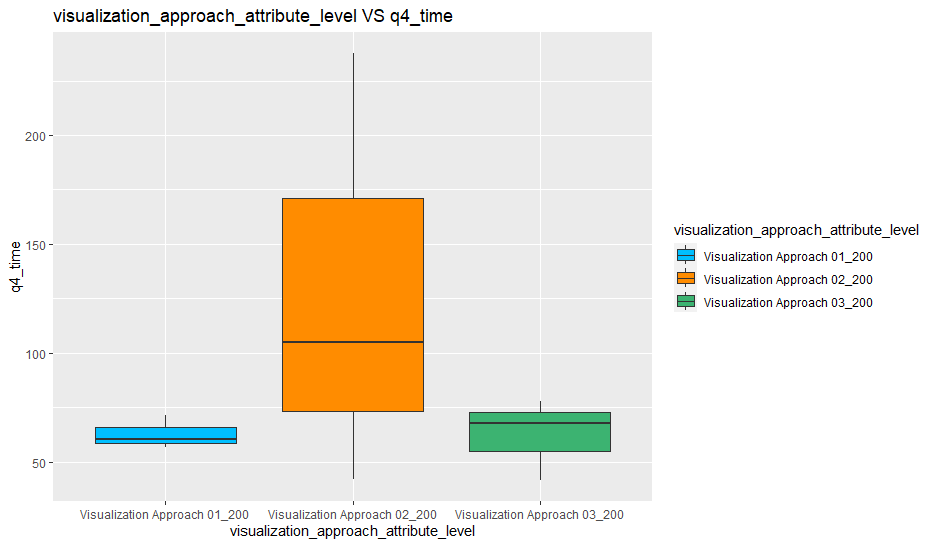 visualization_approach_attribute_level VS q4_time
q4_time
200
150
100
50
Visualization Approach 01_200
Visualization Approach 02_200
Visualization Approach 03_200
visualization_approach_attribute_level
visualization_approach_attribute_level
Visualization Approach 01_200
Visualization Approach 02_200
Visualization Approach 03_200